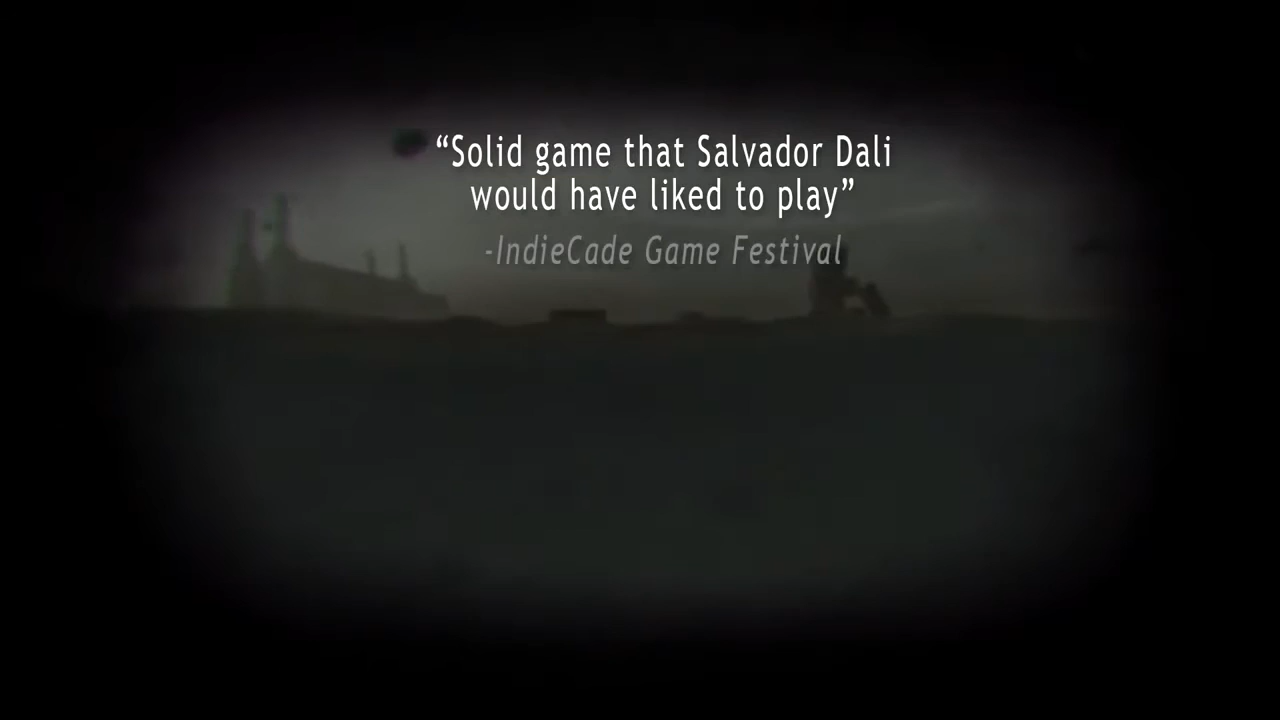 “Solid game that Salvador Dali
would have liked to play”
-IndieCade Game Festival